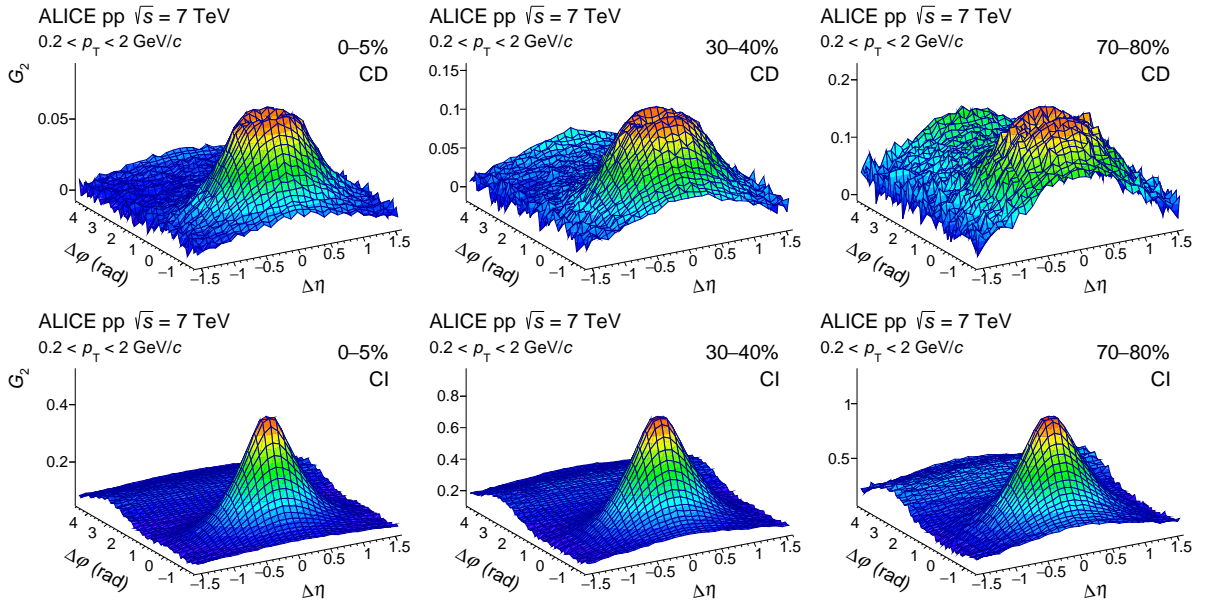 ALICE pp √s = 7 TeV
0.2 < p_T < 2 GeV/c
0–5%
CD
G_2
0.05
0
4 3 2 1 0 −1
Δφ (rad)
−1.5 −1 −0.5 0 0.5 1 1.5
Δη
ALICE pp √s = 7 TeV
0.2 < p_T < 2 GeV/c
30–40%
CD
0.15
0.1
0.05
0
4 3 2 1 0 −1
Δφ (rad)
−1.5 −1 −0.5 0 0.5 1 1.5
Δη
ALICE pp √s = 7 TeV
0.2 < p_T < 2 GeV/c
70–80%
CD
0.2
0.1
0
4 3 2 1 0 −1
Δφ (rad)
−1.5 −1 −0.5 0 0.5 1 1.5
Δη
ALICE pp √s = 7 TeV
0.2 < p_T < 2 GeV/c
0–5%
CI
G_2
0.4
0.2
4 3 2 1 0 −1
Δφ (rad)
−1.5 −1 −0.5 0 0.5 1 1.5
Δη
ALICE pp √s = 7 TeV
0.2 < p_T < 2 GeV/c
30–40%
CI
0.8
0.6
0.4
0.2
4 3 2 1 0 −1
Δφ (rad)
−1.5 −1 −0.5 0 0.5 1 1.5
Δη
ALICE pp √s = 7 TeV
0.2 < p_T < 2 GeV/c
70–80%
CI
1
0.5
4 3 2 1 0 −1
Δφ (rad)
−1.5 −1 −0.5 0 0.5 1 1.5
Δη